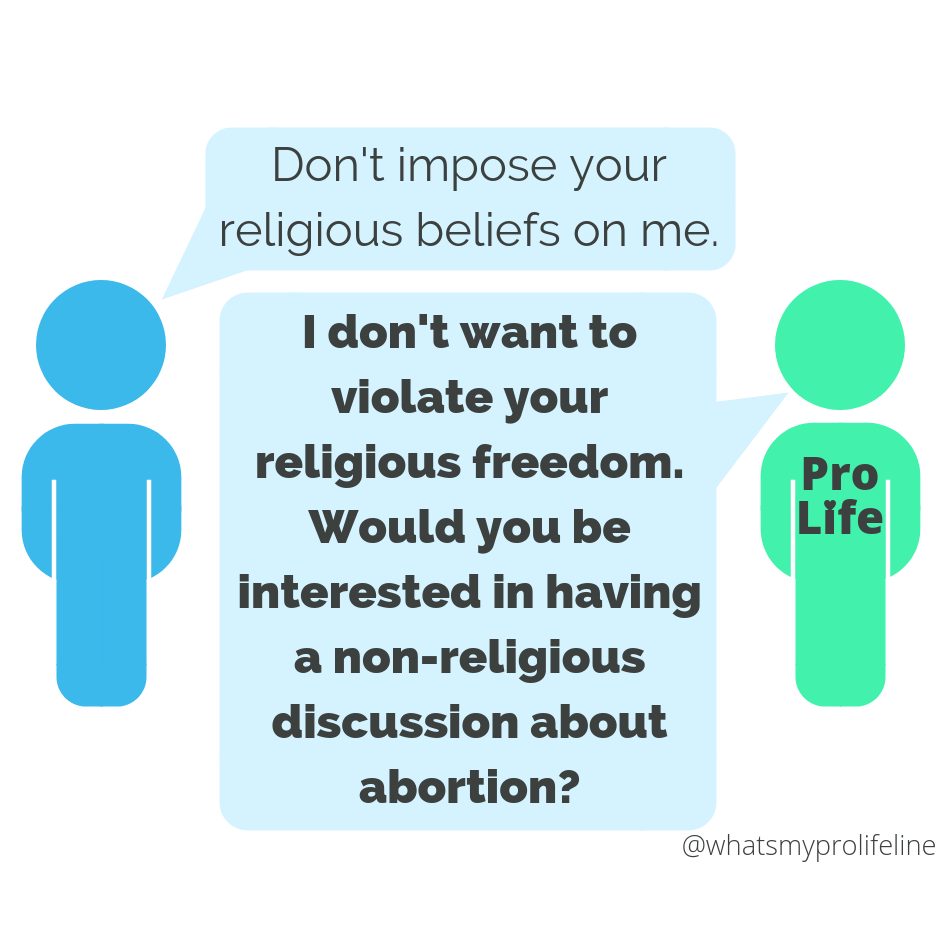 Don't impose your
religious beliefs on me.
I don't want to
violate your
religious freedom.
Would you be
interested in having
a non-religious
discussion about
abortion?
Pro
Life
@whatsmyprolifeline